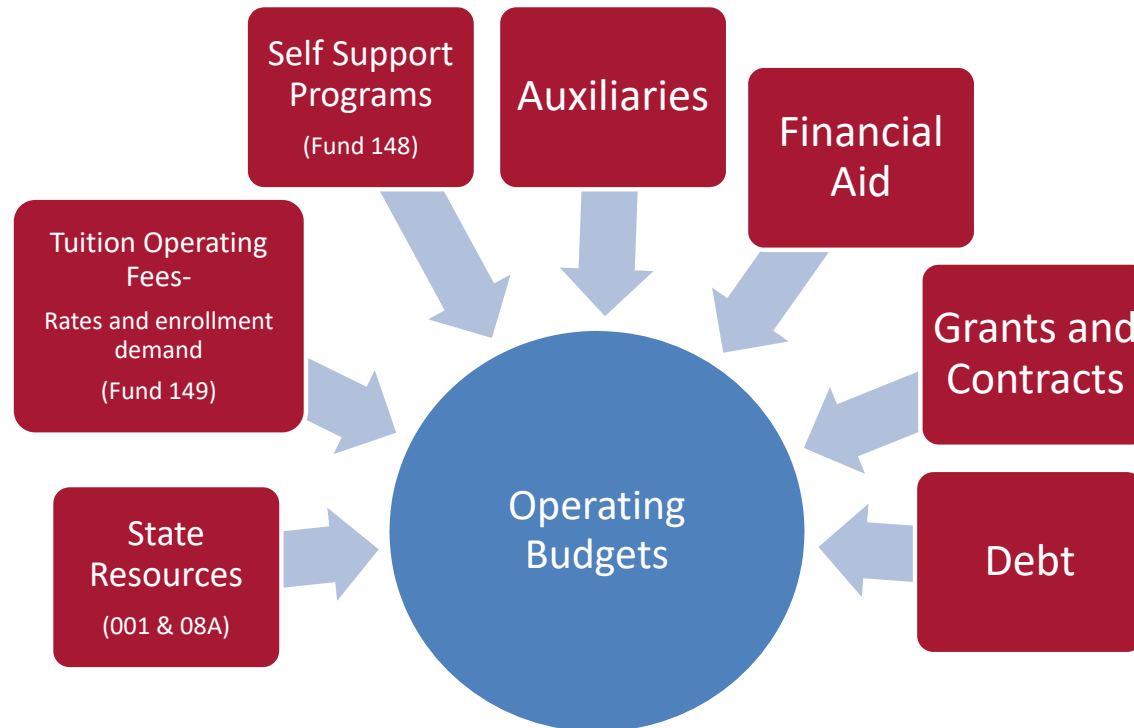 Self Support
Programs
(Fund 148)
Auxiliaries
Financial
Aid
Tuition Operating
Fees-
Rates and enrollment
demand
(Fund 149)
Grants and
Contracts
State
Resources
(001 & 08A)
Operating
Budgets
Debt